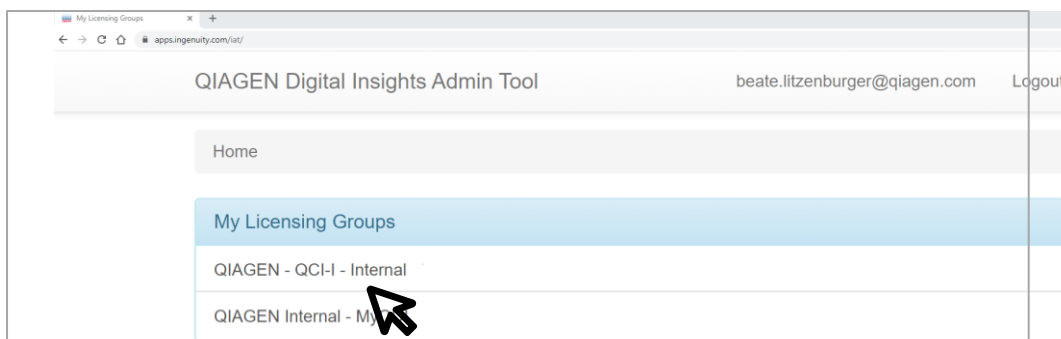 My Licensing Groups
apps.ingenuity.com/iat/
QIAGEN Digital Insights Admin Tool beate.litzenburger@qiagen.com Logout
Home
My Licensing Groups
QIAGEN - QCI-I - Internal
QIAGEN Internal -